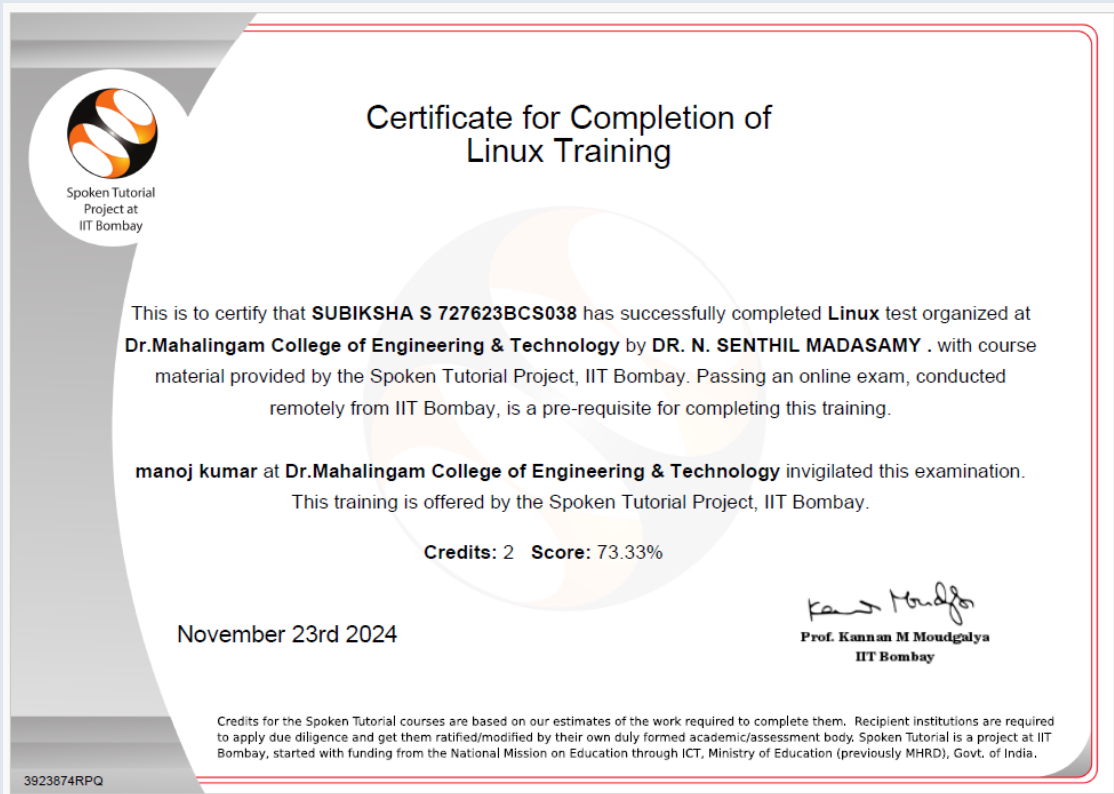 Spoken Tutorial
Project at
IIT Bombay
Certificate for Completion of
Linux Training
This is to certify that SUBIKSHA S 727623BCS038 has successfully completed Linux test organized at
Dr.Mahalingam College of Engineering & Technology by DR. N. SENTHIL MADASAMY . with course
material provided by the Spoken Tutorial Project, IIT Bombay. Passing an online exam, conducted
remotely from IIT Bombay, is a pre-requisite for completing this training.
manoj kumar at Dr.Mahalingam College of Engineering & Technology invigilated this examination.
This training is offered by the Spoken Tutorial Project, IIT Bombay.
Credits: 2 Score: 73.33%
November 23rd 2024
Prof. Kannan M Moudgalya
IIT Bombay
Credits for the Spoken Tutorial courses are based on our estimates of the work required to complete them. Recipient institutions are required
to apply due diligence and get them ratified/modified by their own duly formed academic/assessment body. Spoken Tutorial is a project at IIT
Bombay, started with funding from the National Mission on Education through ICT, Ministry of Education (previously MHRD), Govt. of India.
3923874RPQ